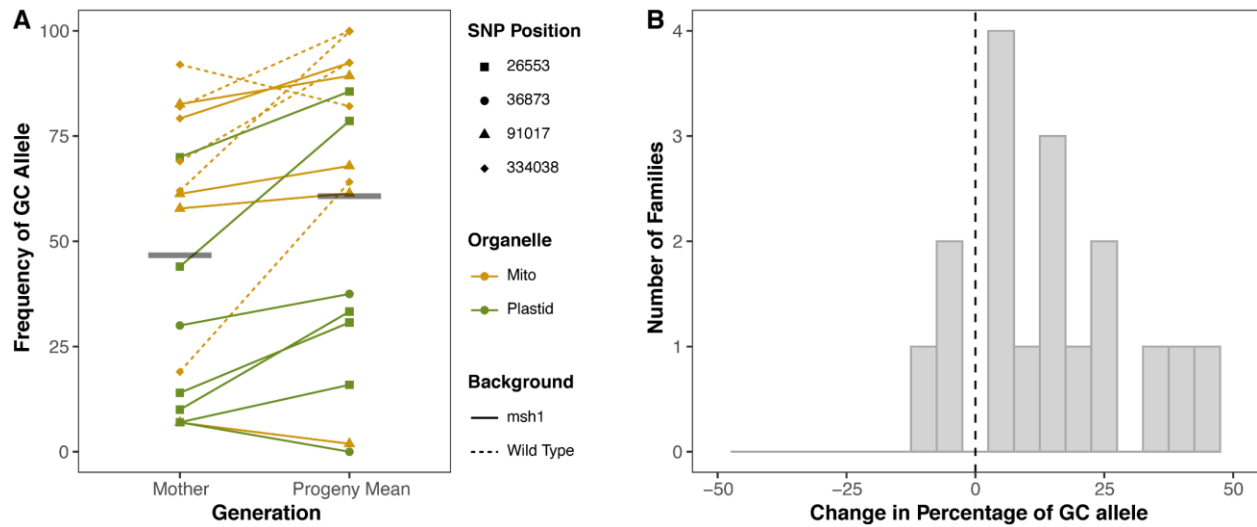 A
Frequency of GC Allele
100
75
50
25
0
Mother
Progeny Mean
Generation
SNP Position
26553
36873
91017
334038
Organelle
Mito
Plastid
Background
msh1
Wild Type
B
Number of Families
4
3
2
1
0
−50
−25
0
25
50
Change in Percentage of GC allele